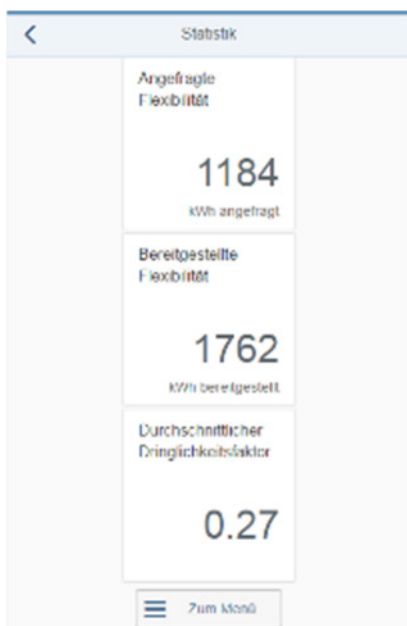 Statistik
Angefragte
Flexibilität
1184
kWh angefragt
Bereitgestellte
Flexibilität
1762
kWh bereitgestellt
Durchschnittlicher
Dringlichkeitsfaktor
0.27
Zum Menü